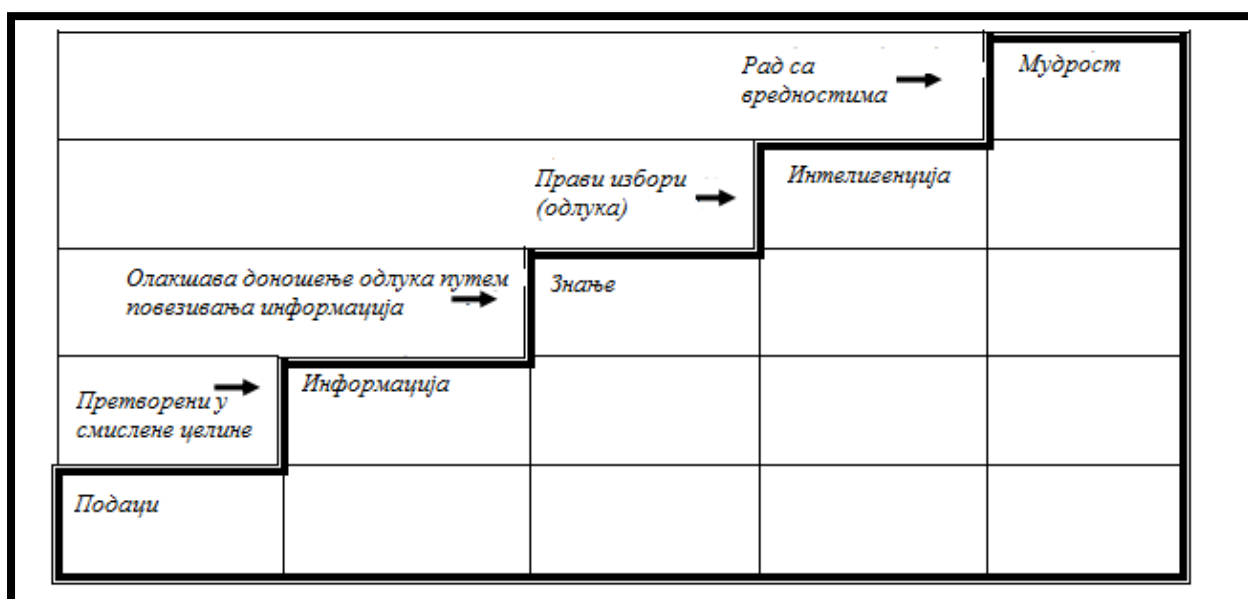 Рад са
вредностима
Мудрост
Прави избори
(одлука)
Интелигенција
Олакшава доношење одлука путем
повезивања информација
Знање
Претворени у
смислене целине
Информација
Подаци